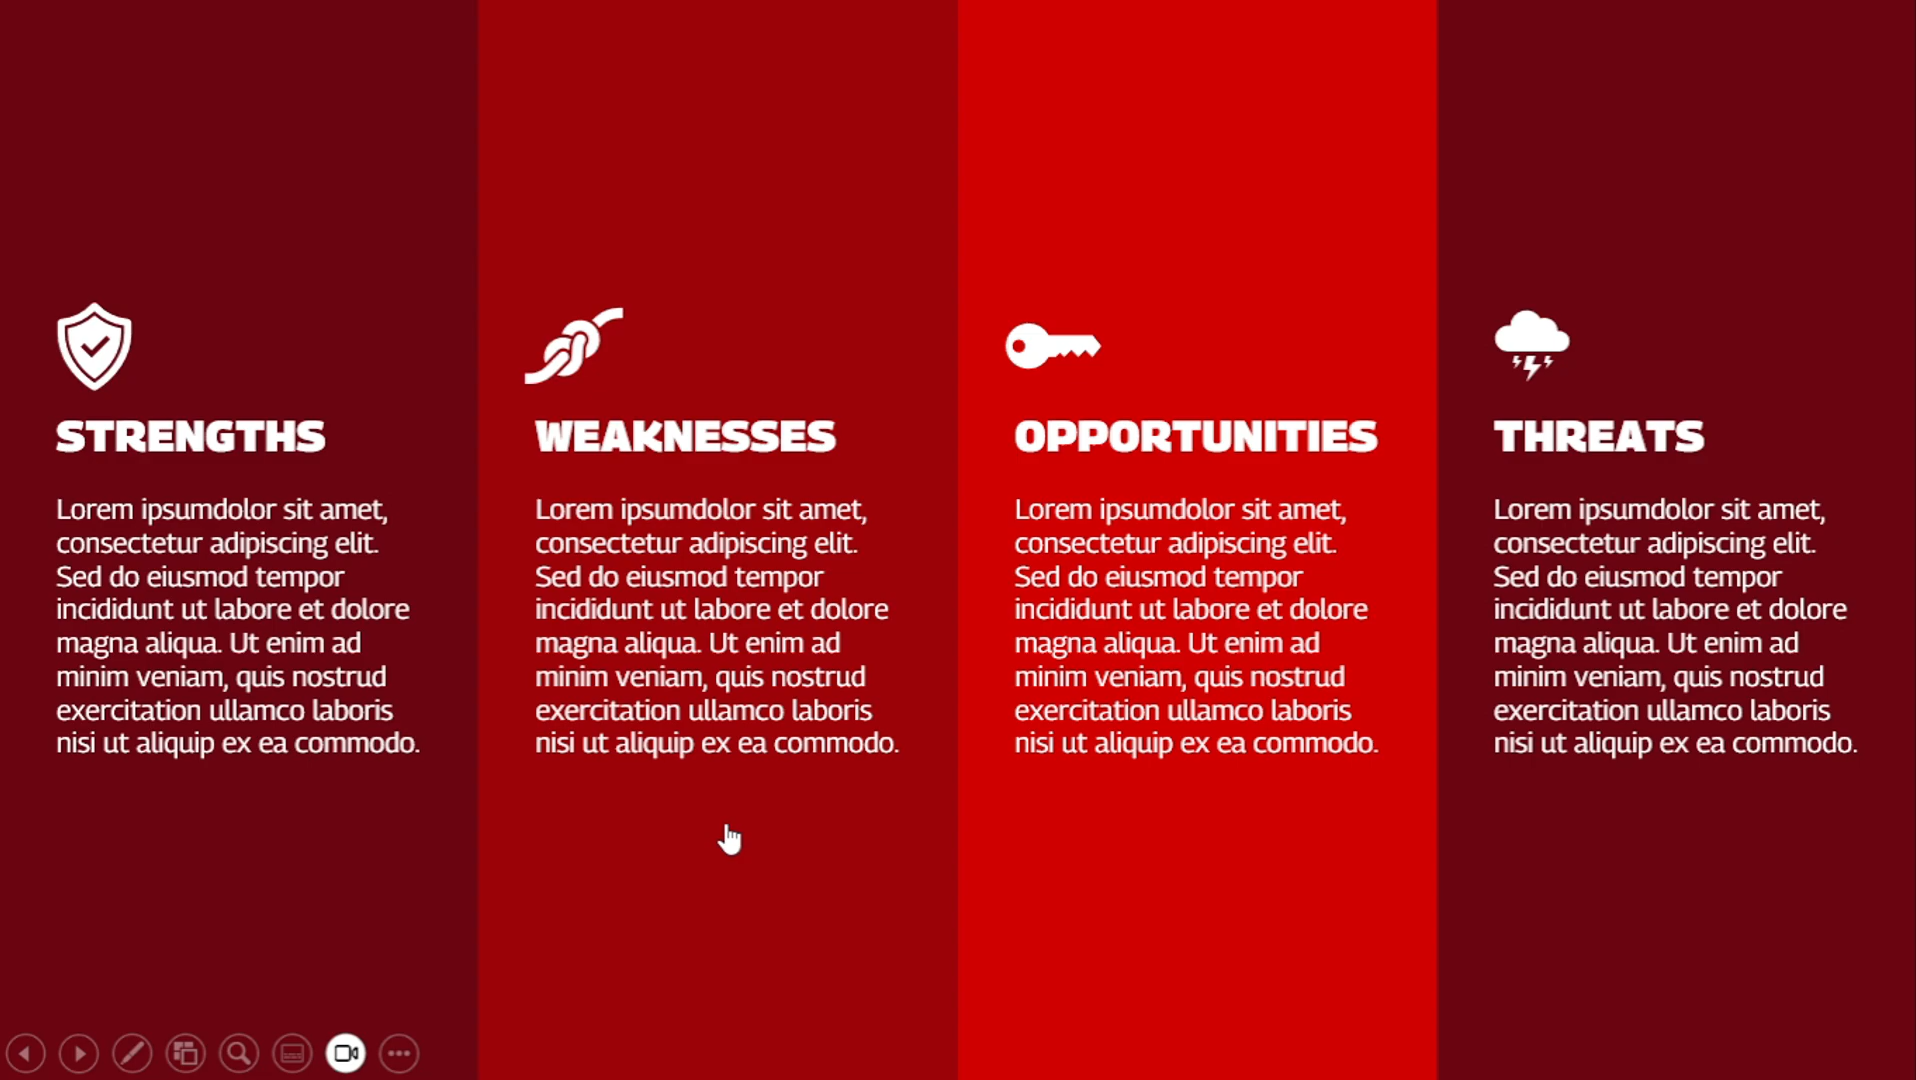 STRENGTHS
Lorem ipsumdolor sit amet,
consectetur adipiscing elit.
Sed do eiusmod tempor
incididunt ut labore et dolore
magna aliqua. Ut enim ad
minim veniam, quis nostrud
exercitation ullamco laboris
nisi ut aliquip ex ea commodo.
WEAKNESSES
Lorem ipsumdolor sit amet,
consectetur adipiscing elit.
Sed do eiusmod tempor
incididunt ut labore et dolore
magna aliqua. Ut enim ad
minim veniam, quis nostrud
exercitation ullamco laboris
nisi ut aliquip ex ea commodo.
OPPORTUNITIES
Lorem ipsumdolor sit amet,
consectetur adipiscing elit.
Sed do eiusmod tempor
incididunt ut labore et dolore
magna aliqua. Ut enim ad
minim veniam, quis nostrud
exercitation ullamco laboris
nisi ut aliquip ex ea commodo.
THREATS
Lorem ipsumdolor sit amet,
consectetur adipiscing elit.
Sed do eiusmod tempor
incididunt ut labore et dolore
magna aliqua. Ut enim ad
minim veniam, quis nostrud
exercitation ullamco laboris
nisi ut aliquip ex ea commodo.